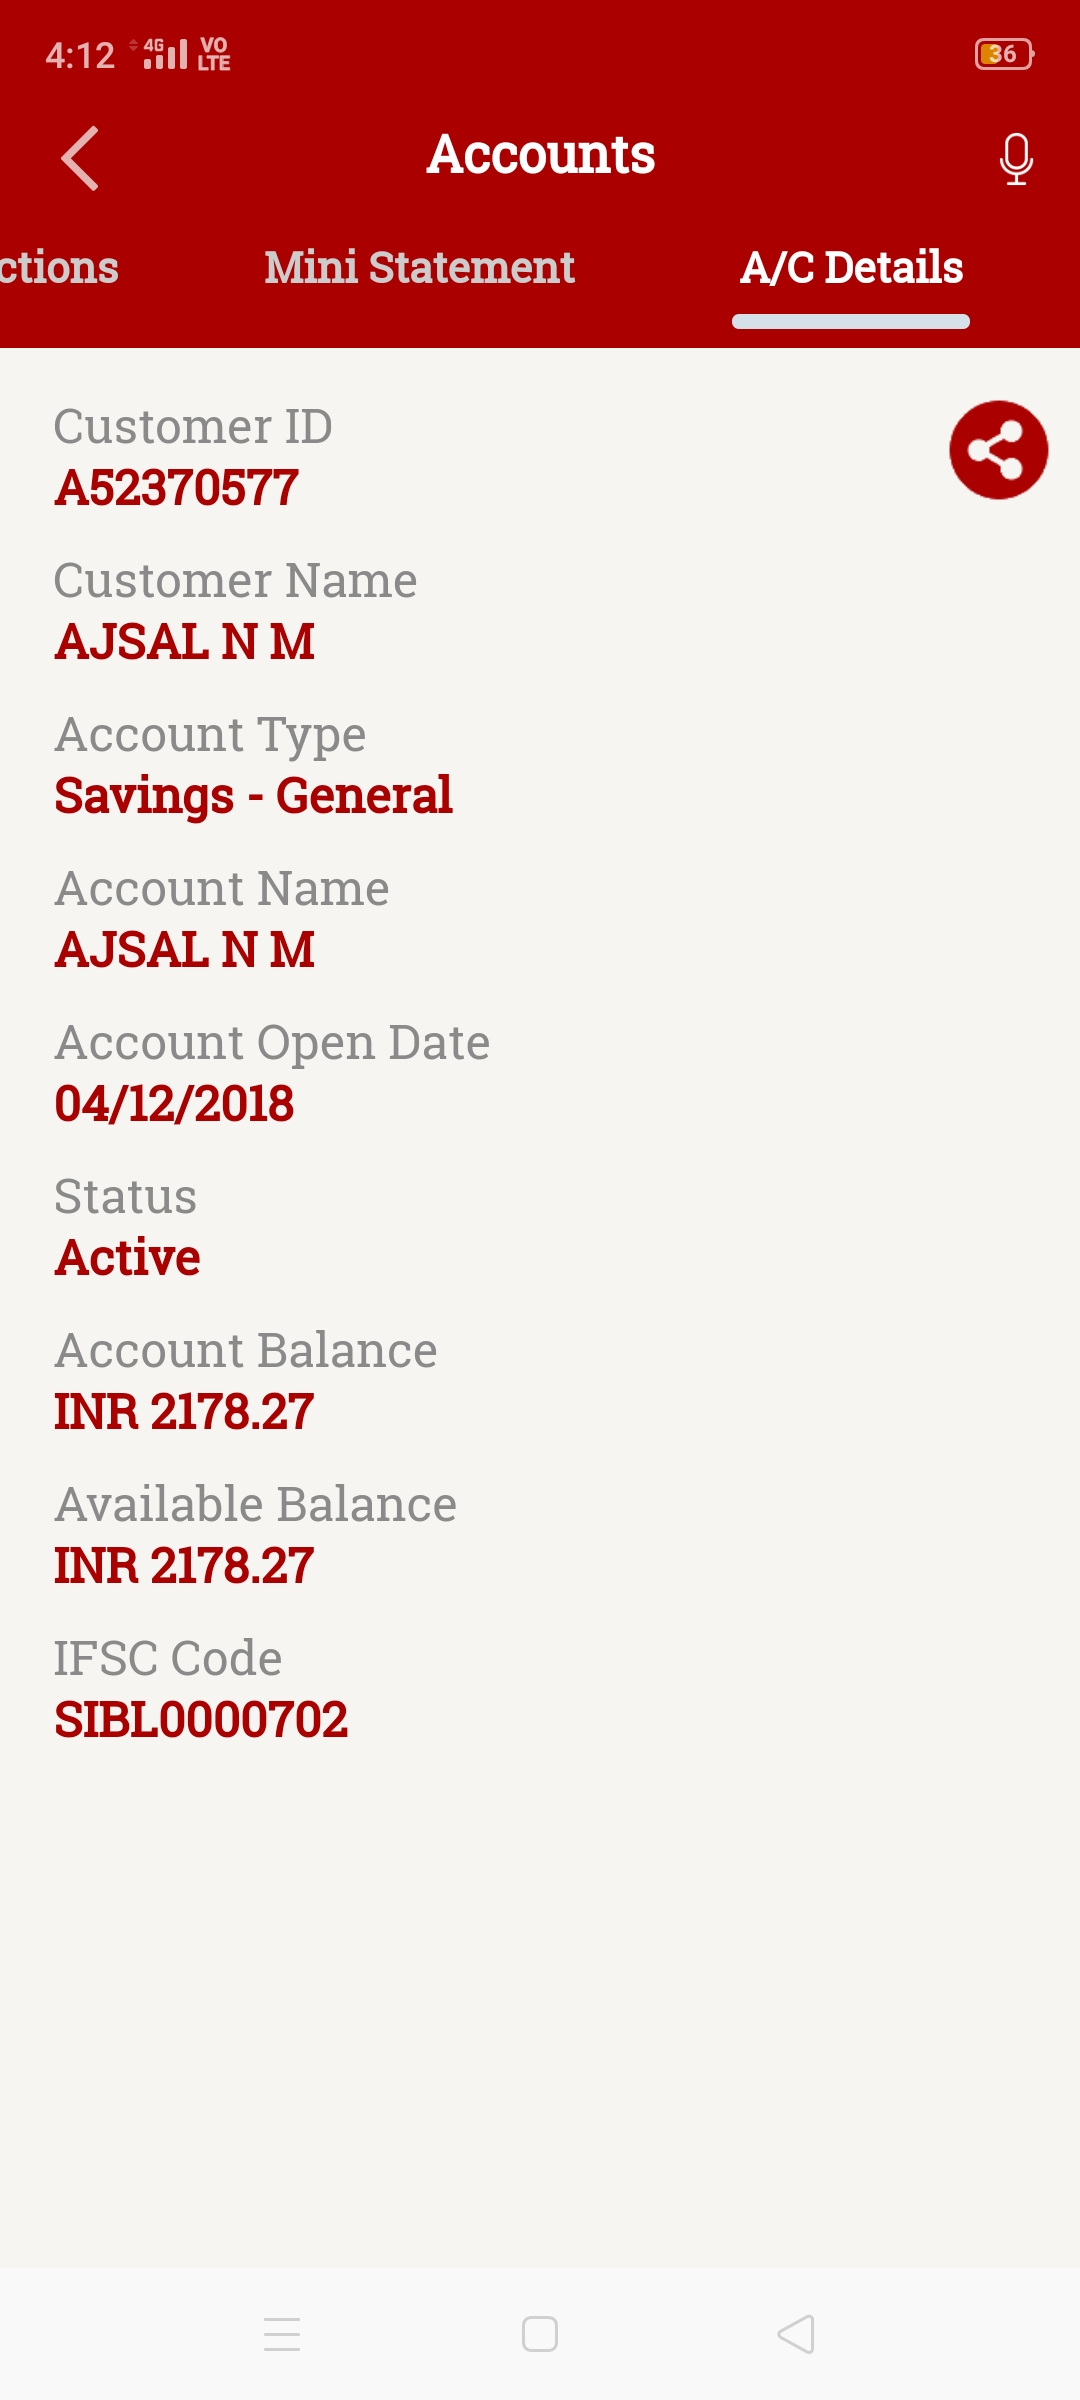 4:12 4G VO LTE 36
Accounts
ctions Mini Statement A/C Details
Customer ID
A52370577
Customer Name
AJSAL N M
Account Type
Savings - General
Account Name
AJSAL N M
Account Open Date
04/12/2018
Status
Active
Account Balance
INR 2178.27
Available Balance
INR 2178.27
IFSC Code
SIBL0000702